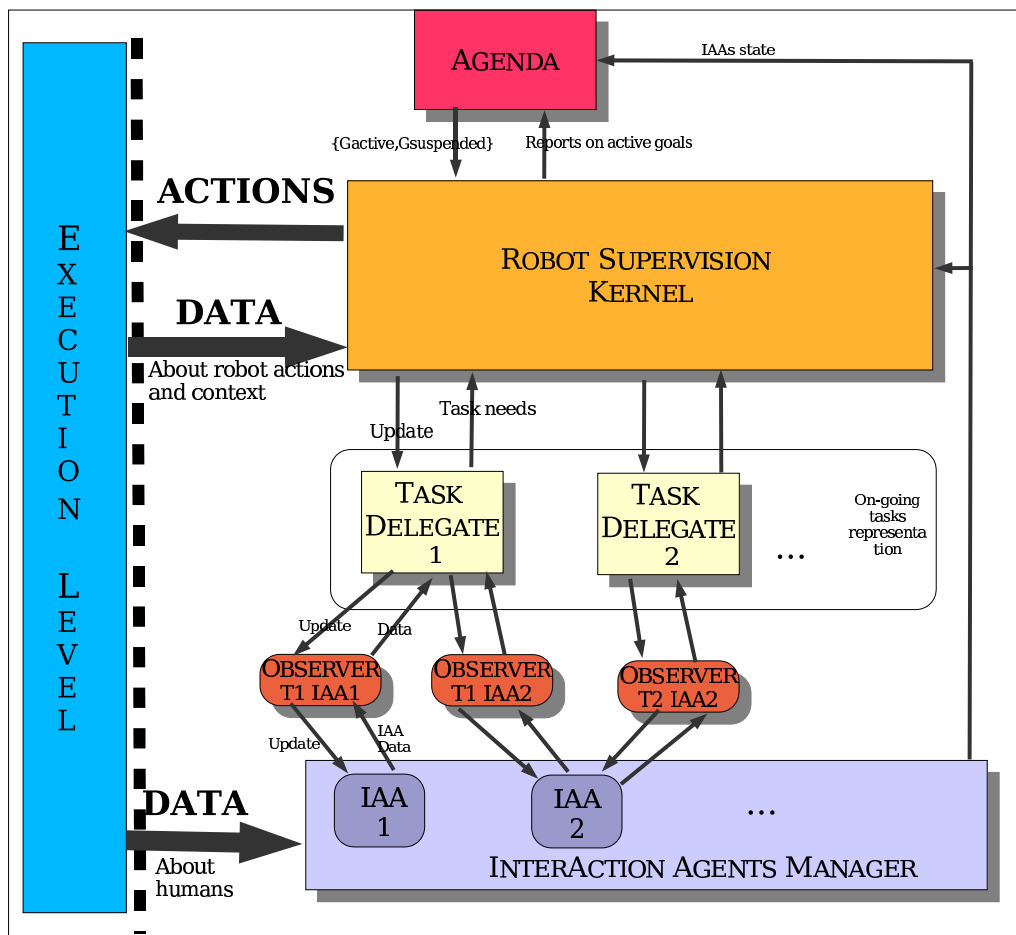 AGENDA
IAAs state
{Gactive,Gsuspended}
Reports on active goals
ACTIONS
ROBOT SUPERVISION
KERNEL
EXECUTION LEVEL
DATA
About robot actions
and context
Task needs
Update
TASK
DELEGATE
1
TASK
DELEGATE
2
...
On-going
tasks
representa
tion
Update
Data
OBSERVER
T1 IAA1
OBSERVER
T1 IAA2
OBSERVER
T2 IAA2
Update
IAA
Data
DATA
About
humans
IAA
1
IAA
2
...
INTERACTION AGENTS MANAGER